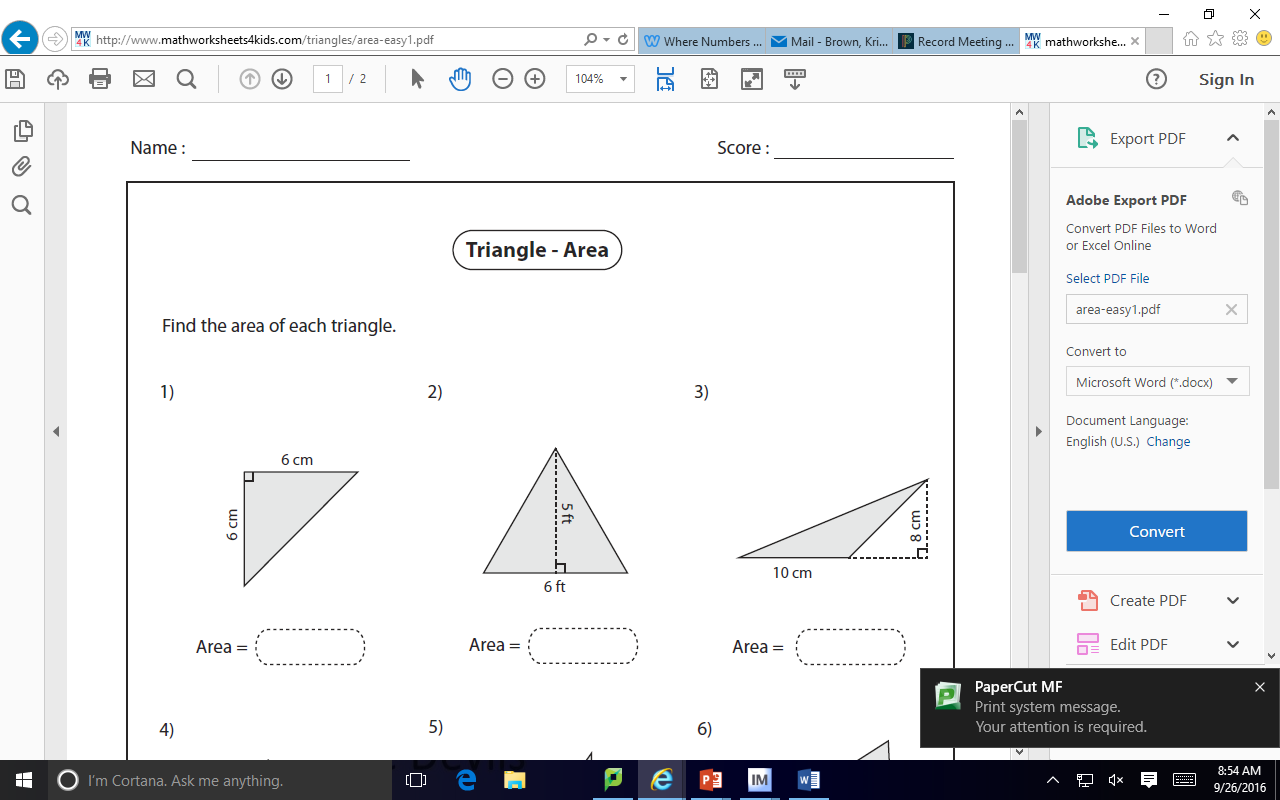 http://www.mathworksheets4kids.com/triangles/area-easy1.pdf
Where Numbers ...
Mail - Brown, Kri...
Record Meeting ...
mathworkshe...
1 / 2
104%
Sign In
Name :
Score :
Triangle - Area
Find the area of each triangle.
1)
2)
3)
6 cm
6 cm
5 ft
6 ft
8 cm
10 cm
Area =
Area =
Area =
4)
5)
6)
Export PDF
Adobe Export PDF
Convert PDF Files to Word
or Excel Online
Select PDF File
area-easy1.pdf
Convert to
Microsoft Word (*.docx)
Document Language:
English (U.S.) Change
Convert
Create PDF
Edit PDF
PaperCut MF
Print system message.
Your attention is required.
I'm Cortana. Ask me anything.
8:54 AM
9/26/2016